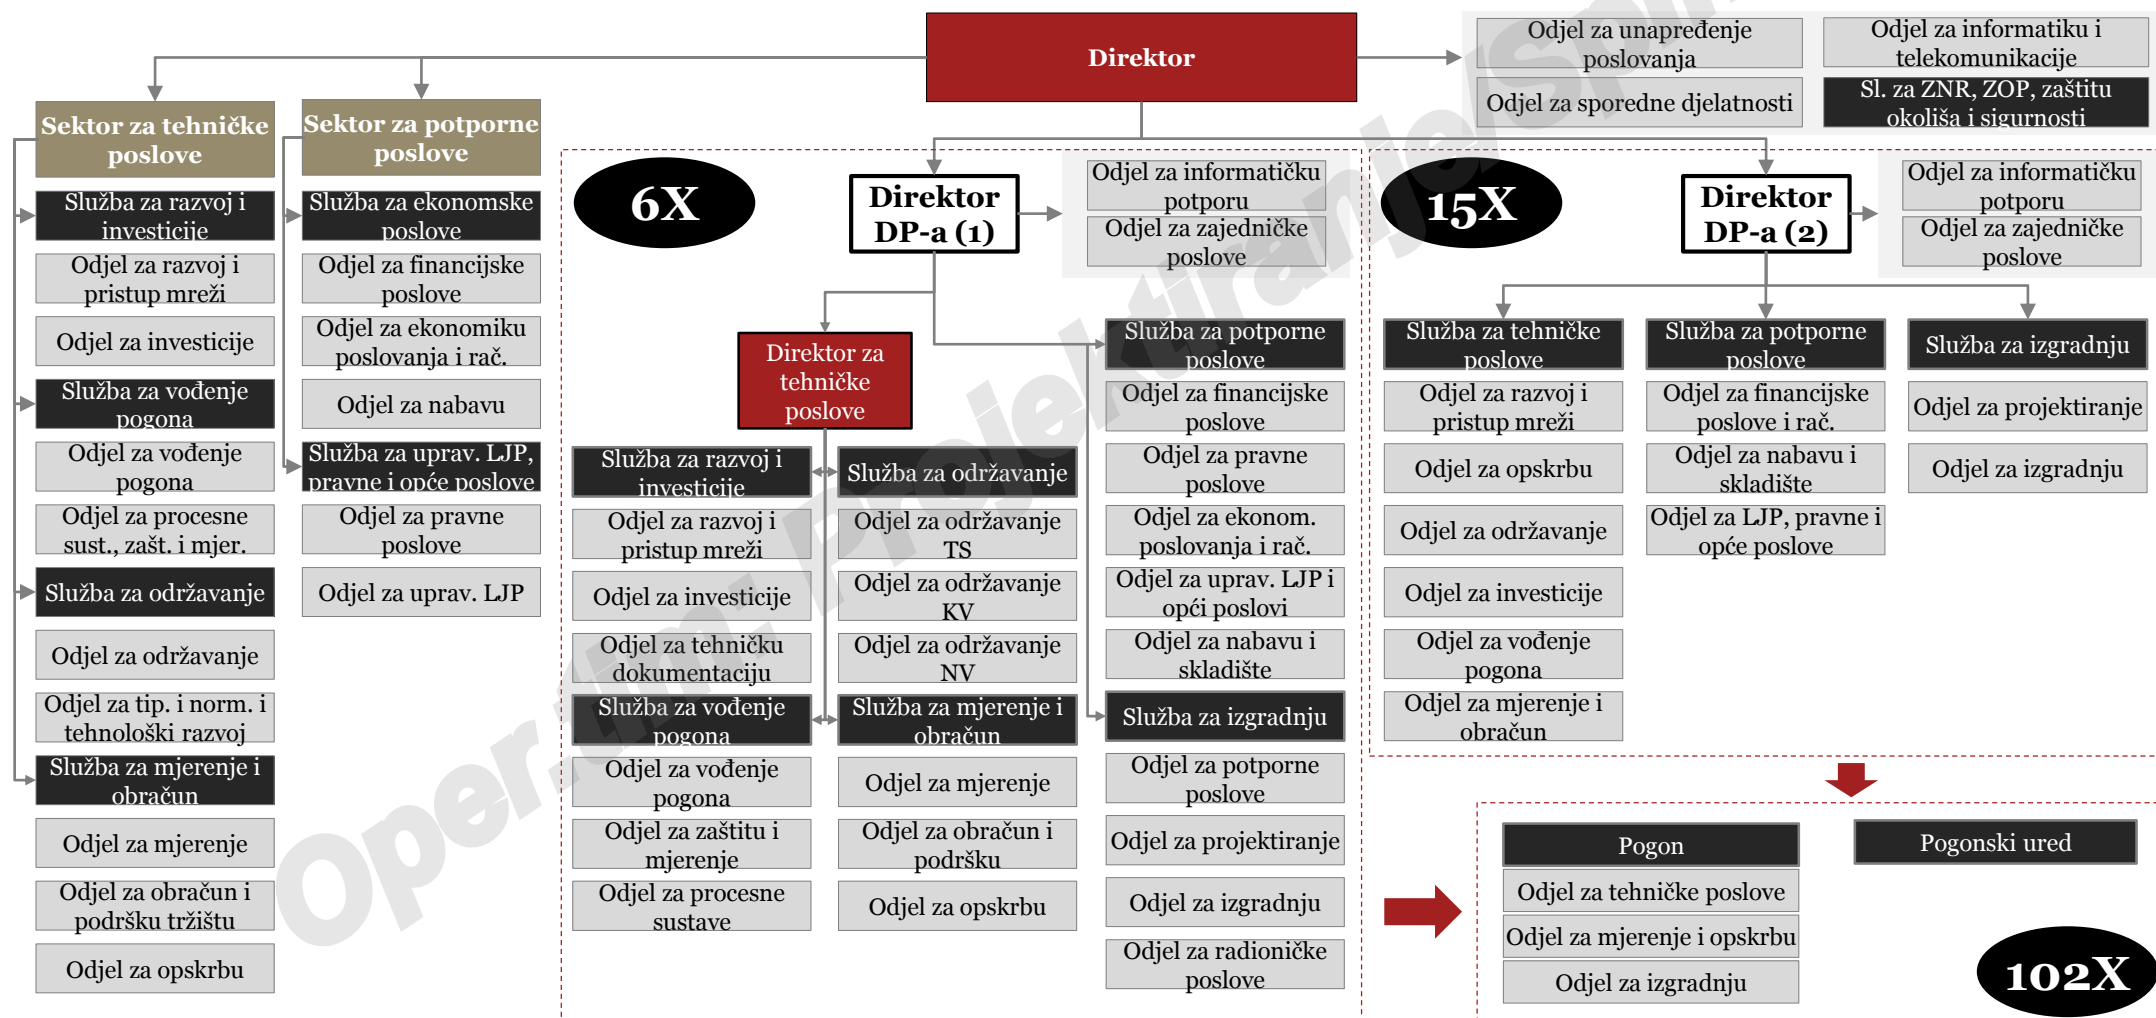 Direktor
Odjel za unapređenje
poslovanja
Odjel za informatiku i
telekomunikacije
Odjel za sporedne djelatnosti
Sl. za ZNR, ZOP, zaštitu
okoliša i sigurnosti
Sektor za tehničke
poslove
Služba za razvoj i
investicije
Odjel za razvoj i
pristup mreži
Odjel za investicije
Služba za vođenje
pogona
Odjel za vođenje
pogona
Odjel za procesne
sust., zašt. i mjer.
Služba za održavanje
Odjel za održavanje
Odjel za tip. i norm. i
tehnološki razvoj
Služba za mjerenje i
obračun
Odjel za mjerenje
Odjel za obračun i
podršku tržištu
Odjel za opskrbu
Sektor za potporne
poslove
Služba za ekonomske
poslove
Odjel za financijske
poslove
Odjel za ekonomiku
poslovanja i rač.
Odjel za nabavu
Služba za uprav. LJP,
pravne i opće poslove
Odjel za pravne
poslove
Odjel za uprav. LJP
6X
Direktor
DP-a (1)
Odjel za informatičku
potporu
Odjel za zajedničke
poslove
Direktor za
tehničke
poslove
Služba za razvoj i
investicije
Odjel za razvoj i
pristup mreži
Odjel za investicije
Odjel za tehničku
dokumentaciju
Služba za vođenje
pogona
Odjel za vođenje
pogona
Odjel za zaštitu i
mjerenje
Odjel za procesne
sustave
Služba za održavanje
Odjel za održavanje
TS
Odjel za održavanje
KV
Odjel za održavanje
NV
Služba za mjerenje i
obračun
Odjel za mjerenje
Odjel za obračun i
podršku
Odjel za opskrbu
Služba za potporne
poslove
Odjel za financijske
poslove
Odjel za pravne
poslove
Odjel za ekonom.
poslovanja i rač.
Odjel za uprav. LJP i
opći poslovi
Odjel za nabavu i
skladište
Služba za izgradnju
Odjel za potporne
poslove
Odjel za projektiranje
Odjel za izgradnju
Odjel za radioničke
poslove
15X
Direktor
DP-a (2)
Odjel za informatičku
potporu
Odjel za zajedničke
poslove
Služba za tehničke
poslove
Odjel za razvoj i
pristup mreži
Odjel za opskrbu
Odjel za održavanje
Odjel za investicije
Odjel za vođenje
pogona
Odjel za mjerenje i
obračun
Služba za potporne
poslove
Odjel za financijske
poslove i rač.
Odjel za nabavu i
skladište
Odjel za LJP, pravne i
opće poslove
Služba za izgradnju
Odjel za projektiranje
Odjel za izgradnju
Pogon
Odjel za tehničke poslove
Odjel za mjerenje i opskrbu
Odjel za izgradnju
Pogonski ured
102X
Oper.tim: Projektiranje/